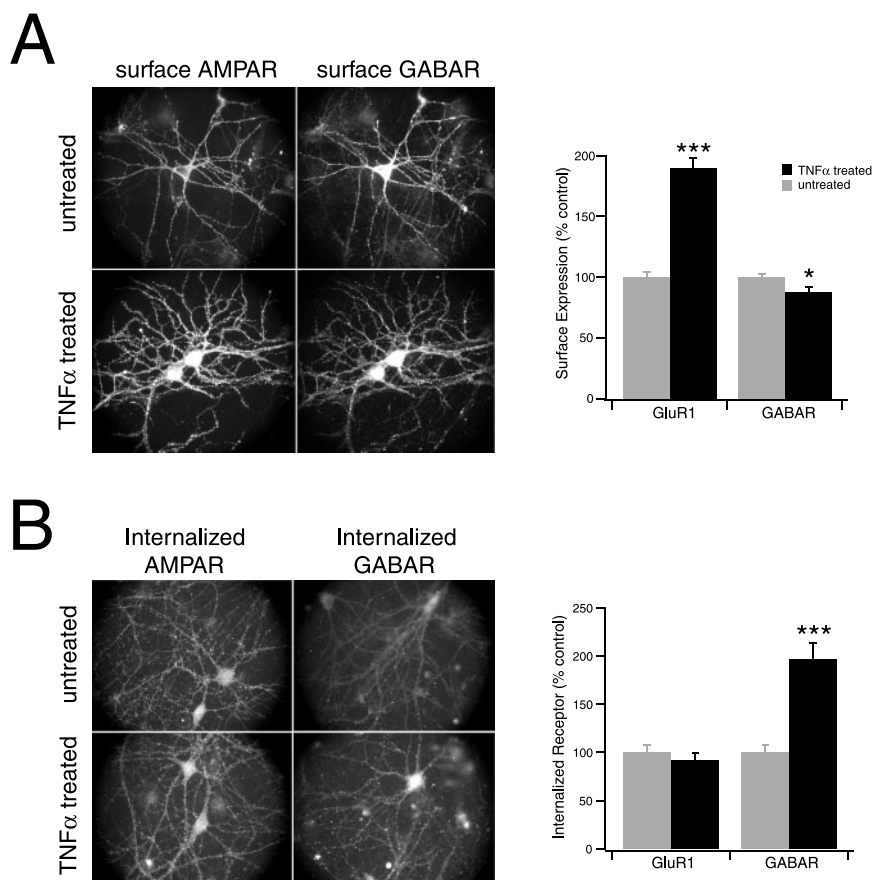 A
surface AMPAR
surface GABAR
untreated
TNFα treated
Surface Expression (% control)
200
150
100
50
0
***
*
TNFα treated
untreated
GluR1
GABAR
B
Internalized
AMPAR
Internalized
GABAR
untreated
TNFα treated
Internalized Receptor (% control)
250
200
150
100
50
0
***
GluR1
GABAR